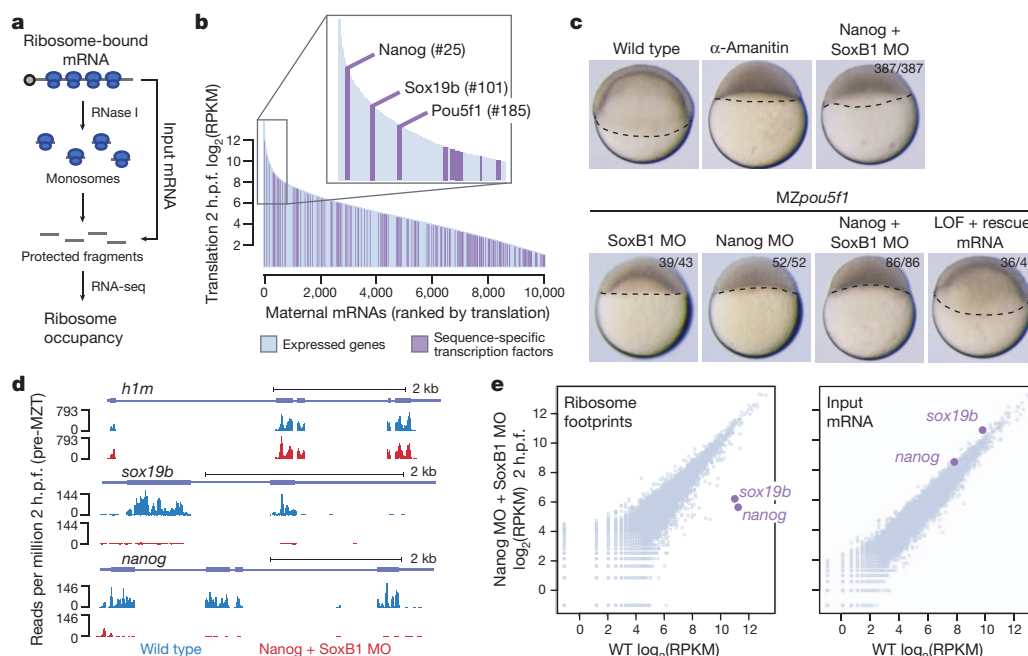 a
Ribosome-bound
mRNA
RNase I
Monosomes
Input mRNA
Protected fragments
RNA-seq
Ribosome
occupancy
b
Translation 2 h.p.f. log2(RPKM)
12
10
8
6
4
2
Nanog (#25)
Sox19b (#101)
Pou5f1 (#185)
0
2,000
4,000
6,000
8,000
10,000
Maternal mRNAs (ranked by translation)
Expressed genes
Sequence-specific
transcription factors
c
Wild type
α-Amanitin
Nanog +
SoxB1 MO
387/387
MZpou5f1
SoxB1 MO
39/43
Nanog MO
52/52
Nanog +
SoxB1 MO
86/86
LOF + rescue
mRNA
36/4
d
Reads per million 2 h.p.f. (pre-MZT)
h1m
2 kb
793
0
793
0
sox19b
2 kb
144
0
144
0
nanog
2 kb
146
0
146
0
Wild type
Nanog + SoxB1 MO
e
Nanog MO + SoxB1 MO
log2(RPKM) 2 h.p.f.
Ribosome
footprints
12
10
8
6
4
2
0
sox19b
nanog
0 2 4 6 8 10 12
WT log2(RPKM)
Input
mRNA
sox19b
nanog
0 2 4 6 8 10 12
WT log2(RPKM)